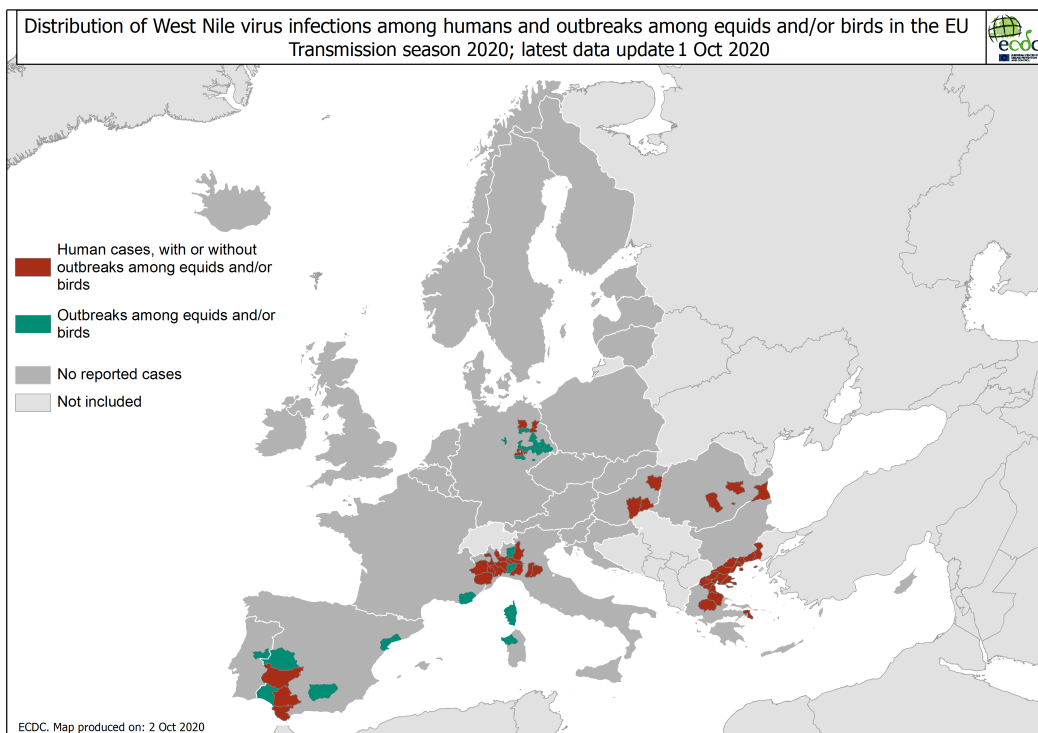 Distribution of West Nile virus infections among humans and outbreaks among equids and/or birds in the EU
Transmission season 2020; latest data update 1 Oct 2020
ecdc
Human cases, with or without
outbreaks among equids and/or
birds
Outbreaks among equids and/or
birds
No reported cases
Not included
ECDC. Map produced on: 2 Oct 2020